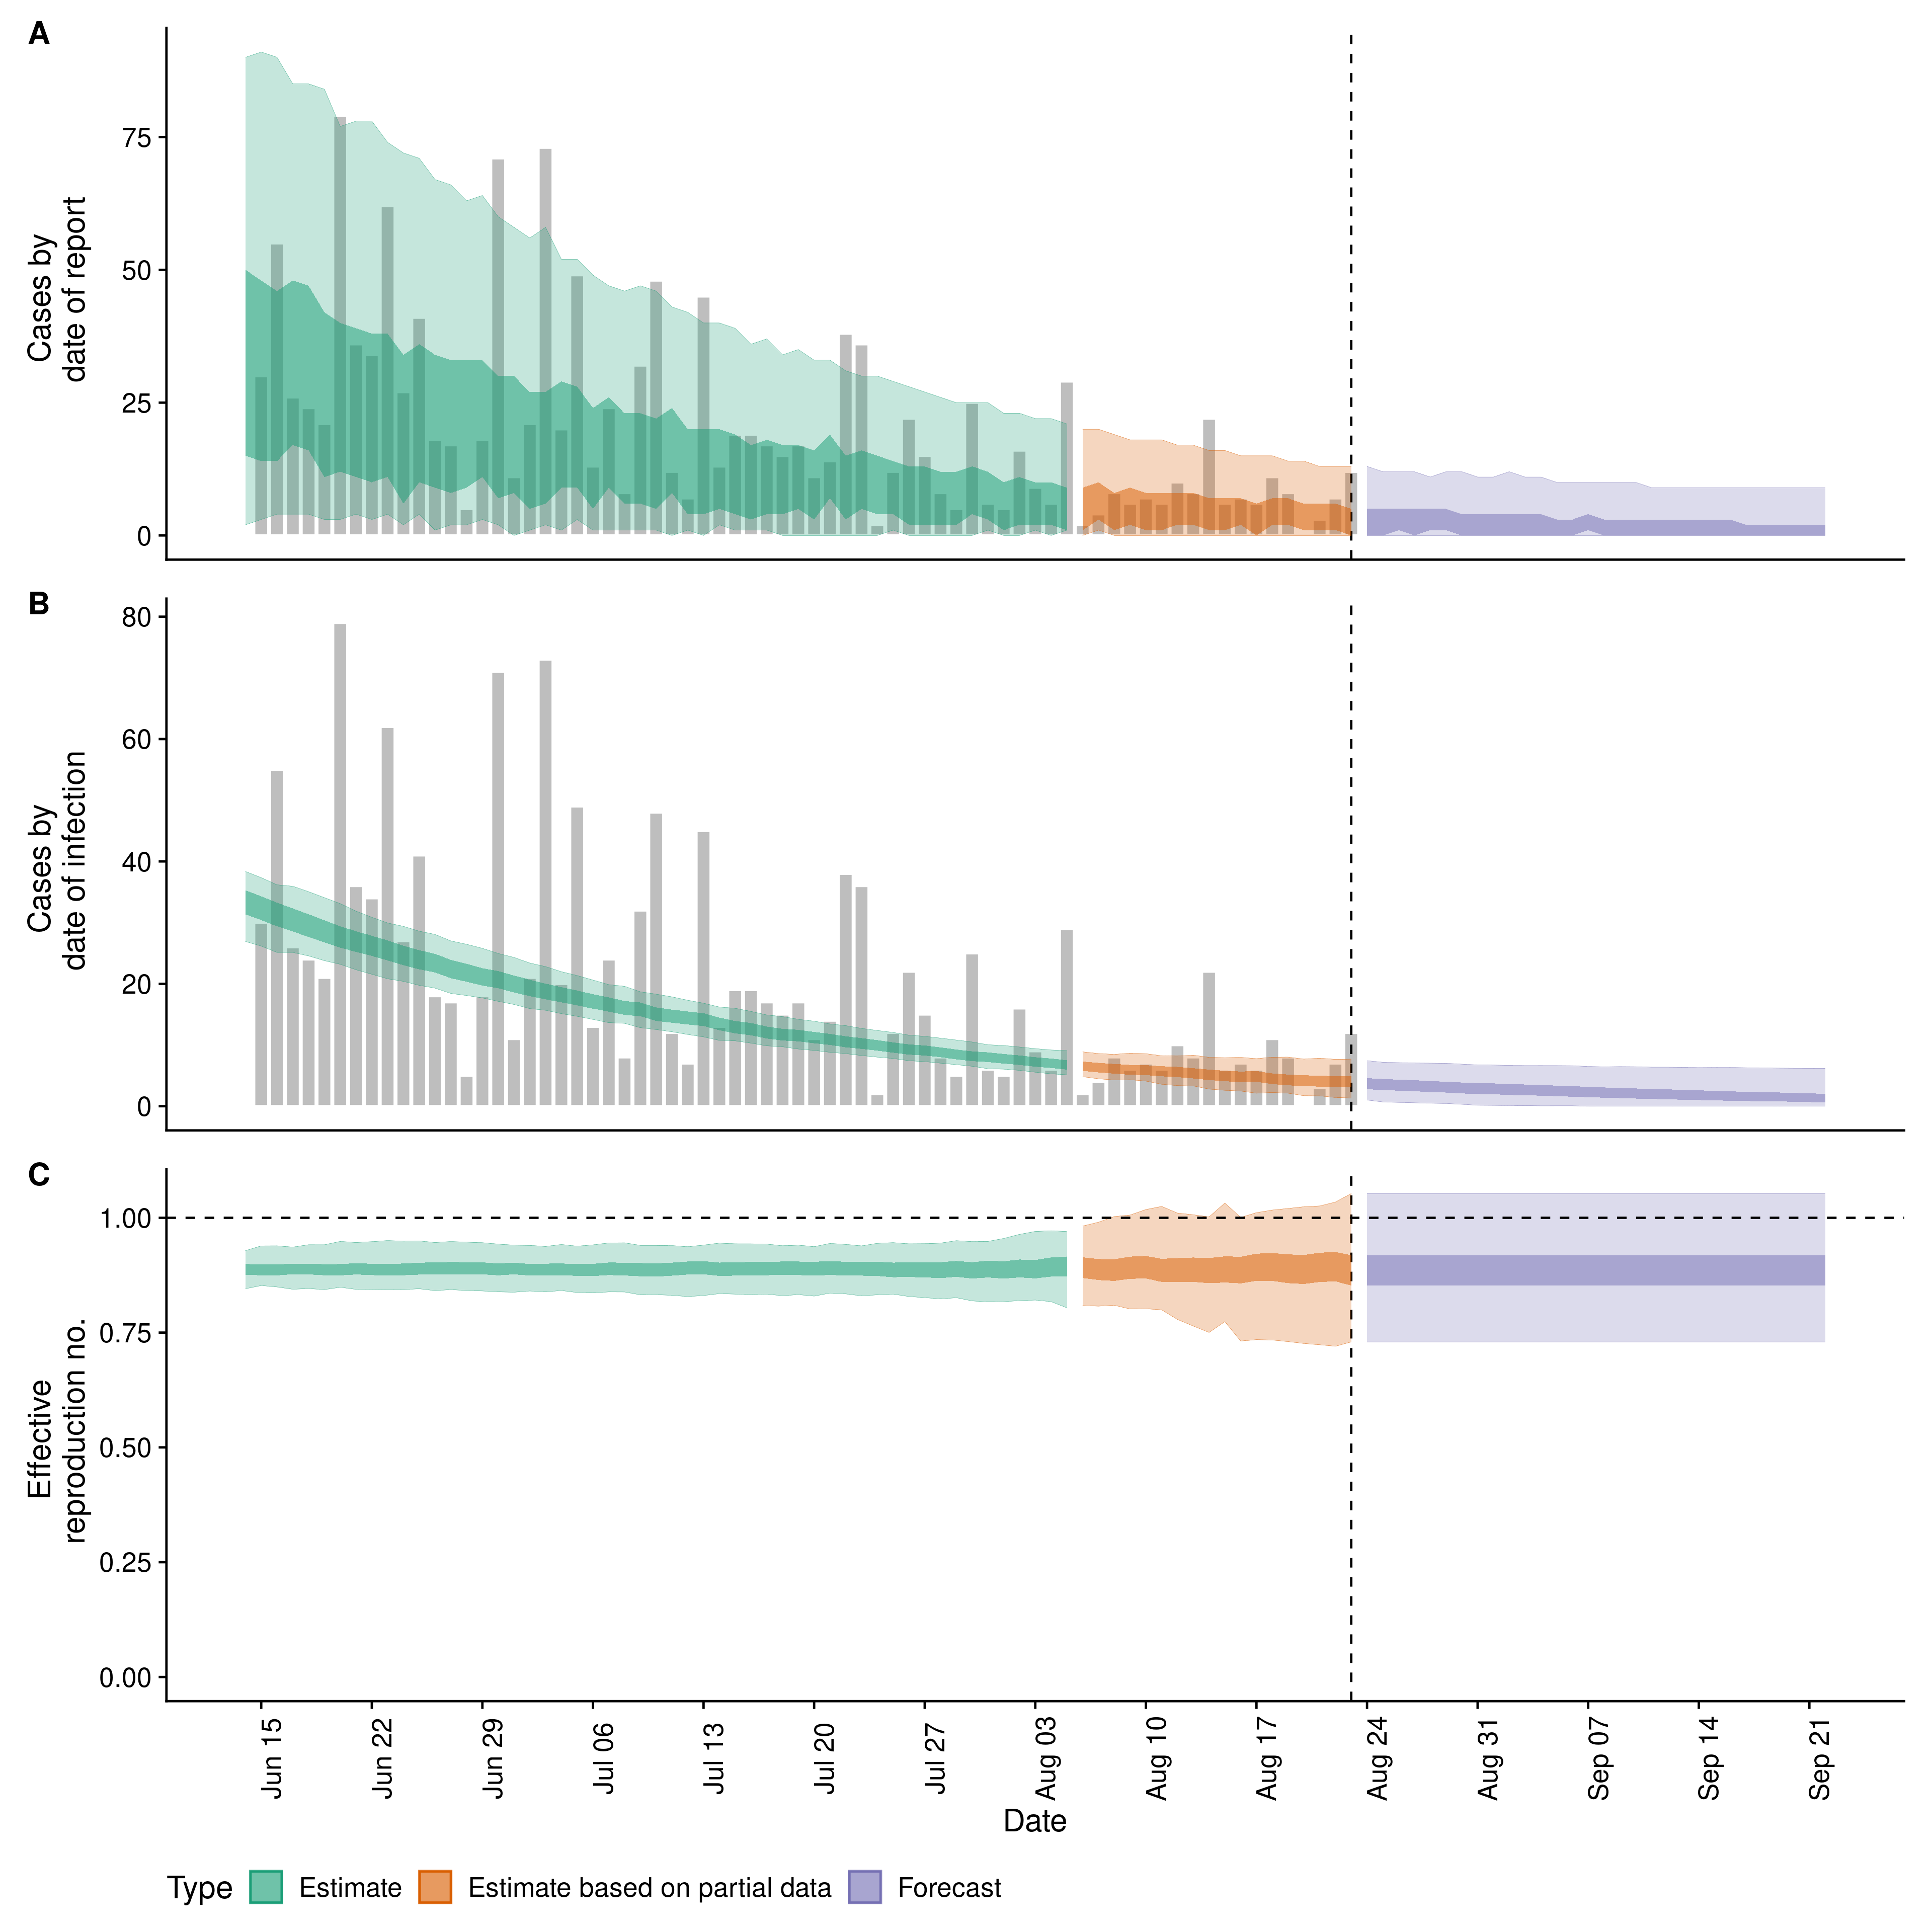 A
Cases by
date of report
75
50
25
0
B
Cases by
date of infection
80
60
40
20
0
C
Effective
reproduction no.
1.00
0.75
0.50
0.25
0.00
Jun 15
Jun 22
Jun 29
Jul 06
Jul 13
Jul 20
Jul 27
Aug 03
Aug 10
Aug 17
Aug 24
Aug 31
Sep 07
Sep 14
Sep 21
Date
Type Estimate Estimate based on partial data Forecast